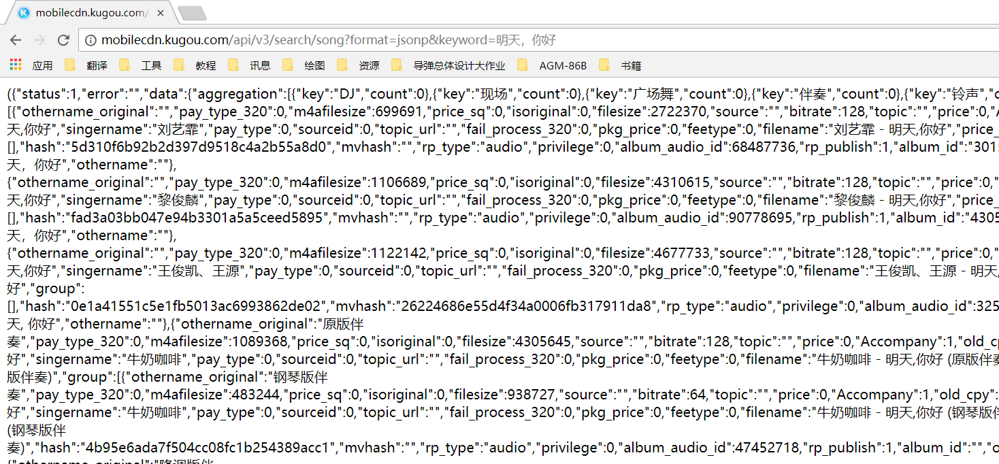 mobilecdn.kugou.com/
mobilecdn.kugou.com/api/v3/search/song?format=jsonp&keyword=明天，你好
应用 翻译 工具 教程 讯息 绘图 资源 导弹总体设计大作业 AGM-86B 书籍
({"status":1,"error":"","data":{"aggregation":[{"key":"DJ","count":0},{"key":"现场","count":0},{"key":"广场舞","count":0},{"key":"伴奏","count":0},{"key":"铃声","c
[{"othername_original":"","pay_type_320":0,"m4afilesize":699691,"price_sq":0,"isoriginal":0,"filesize":2722370,"source":"","bitrate":128,"topic":"","price":0,"A
天,你好","singername":"刘艺霏","pay_type":0,"sourceid":0,"topic_url":"","fail_process_320":0,"pkg_price":0,"feetype":0,"filename":"刘艺霏 - 明天,你好","price_
[],"hash":"5d310f6b92b2d397d9518c4a2b55a8d0","mvhash":"","rp_type":"audio","privilege":0,"album_audio_id":68487736,"rp_publish":1,"album_id":"3015
天，你好","othername":""},
{"othername_original":"","pay_type_320":0,"m4afilesize":1106689,"price_sq":0,"isoriginal":0,"filesize":4310615,"source":"","bitrate":128,"topic":"","price":0,"
天,你好","singername":"黎俊麟","pay_type":0,"sourceid":0,"topic_url":"","fail_process_320":0,"pkg_price":0,"feetype":0,"filename":"黎俊麟 - 明天,你好","price_
[],"hash":"fad3a03bb047e94b3301a5a5ceed5895","mvhash":"","rp_type":"audio","privilege":0,"album_audio_id":90778695,"rp_publish":1,"album_id":"4305
天，你好","othername":""},
{"othername_original":"","pay_type_320":0,"m4afilesize":1122142,"price_sq":0,"isoriginal":0,"filesize":4677733,"source":"","bitrate":128,"topic":"","price":0,"
天,你好","singername":"王俊凯、王源","pay_type":0,"sourceid":0,"topic_url":"","fail_process_320":0,"pkg_price":0,"feetype":0,"filename":"王俊凯、王源 - 明天,
好","group":
[],"hash":"0e1a41551c5e1fb5013ac6993862de02","mvhash":"26224686e55d4f34a0006fb317911da8","rp_type":"audio","privilege":0,"album_audio_id":325
天, 你好","othername":""},{"othername_original":"原版伴
奏","pay_type_320":0,"m4afilesize":1089368,"price_sq":0,"isoriginal":0,"filesize":4305645,"source":"","bitrate":128,"topic":"","price":0,"Accompany":1,"old_cp
好","singername":"牛奶咖啡","pay_type":0,"sourceid":0,"topic_url":"","fail_process_320":0,"pkg_price":0,"feetype":0,"filename":"牛奶咖啡 - 明天,你好 (原版伴奏
版伴奏)","group":[{"othername_original":"钢琴版伴
奏","pay_type_320":0,"m4afilesize":483244,"price_sq":0,"isoriginal":0,"filesize":938727,"source":"","bitrate":64,"topic":"","price":0,"Accompany":1,"old_cpy":
好","singername":"牛奶咖啡","pay_type":0,"sourceid":0,"topic_url":"","fail_process_320":0,"pkg_price":0,"feetype":0,"filename":"牛奶咖啡 - 明天,你好 (钢琴版伴
(钢琴版伴
奏)","hash":"4b95e6ada7f504cc08fc1b254389acc1","mvhash":"","rp_type":"audio","privilege":0,"album_audio_id":47452718,"rp_publish":1,"album_id":"","o
{"othername_original":"降调版伴